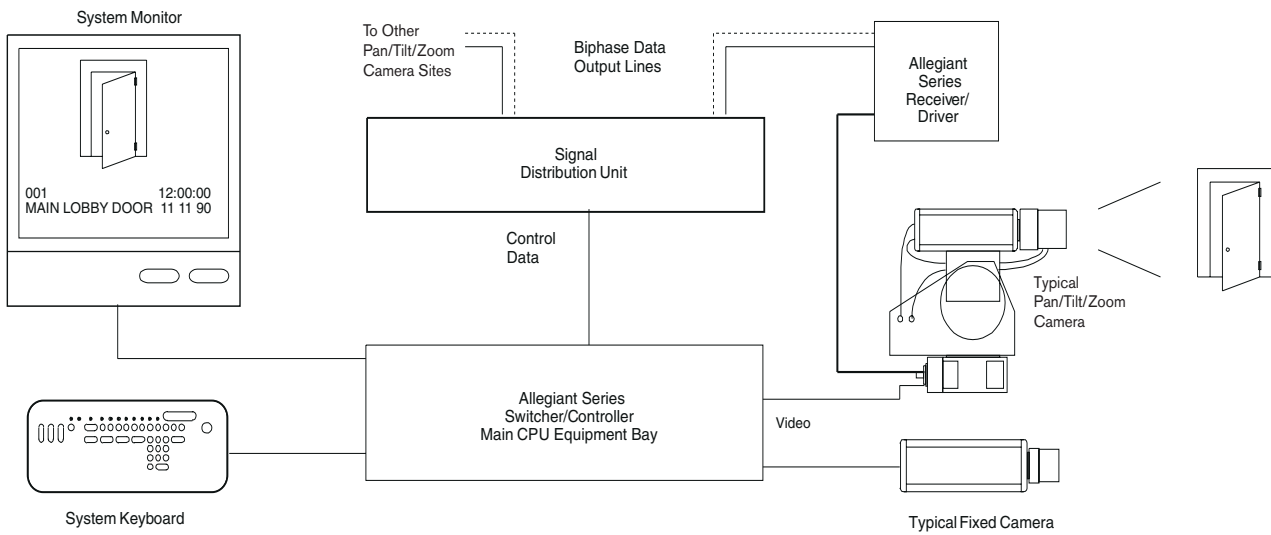 System Monitor
001 12:00:00
MAIN LOBBY DOOR 11 11 90
To Other
Pan/Tilt/Zoom
Camera Sites
Biphase Data
Output Lines
Allegiant
Series
Receiver/
Driver
Signal
Distribution Unit
Control
Data
Typical
Pan/Tilt/Zoom
Camera
Allegiant Series
Switcher/Controller
Main CPU Equipment Bay
Video
System Keyboard
Typical Fixed Camera